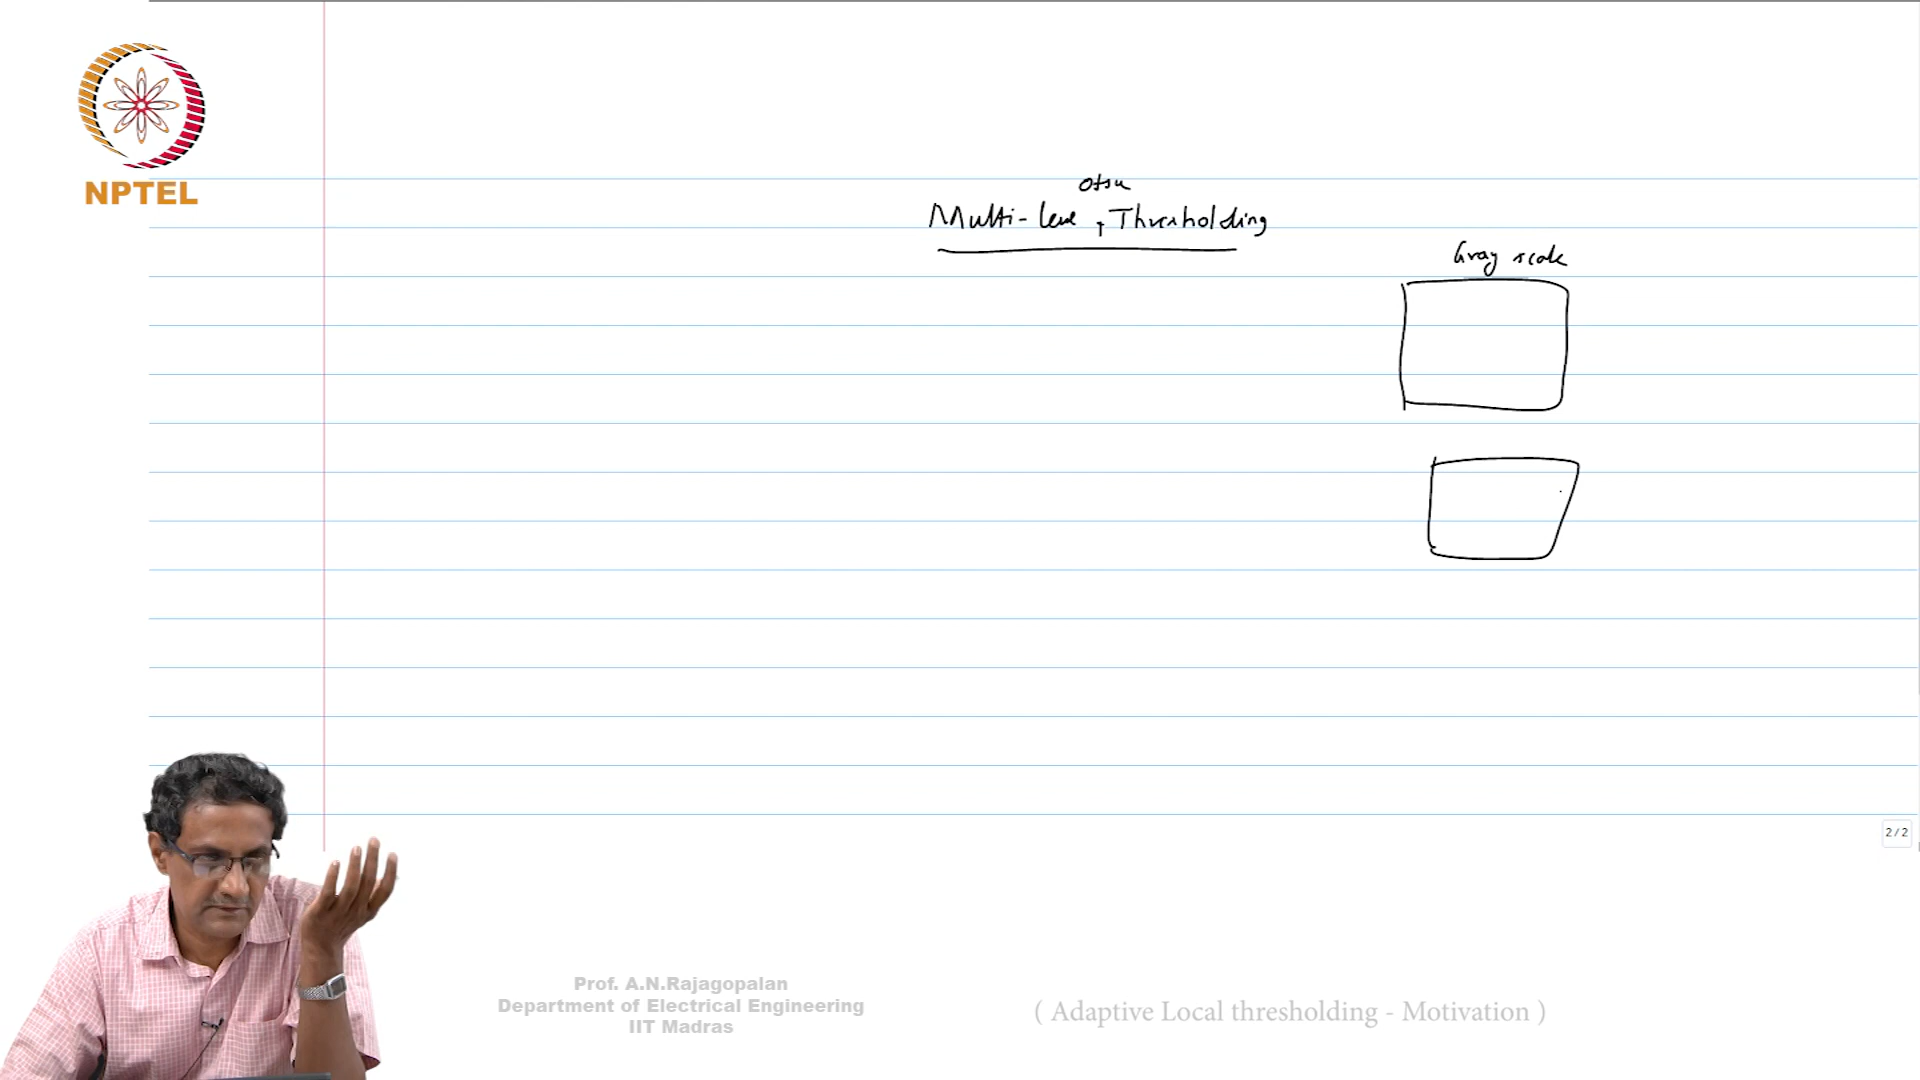 NPTEL
Otsu
Multi-level Thresholding
Gray scale
2/2
Prof. A.N.Rajagopalan
Department of Electrical Engineering
IIT Madras
( Adaptive Local thresholding - Motivation )